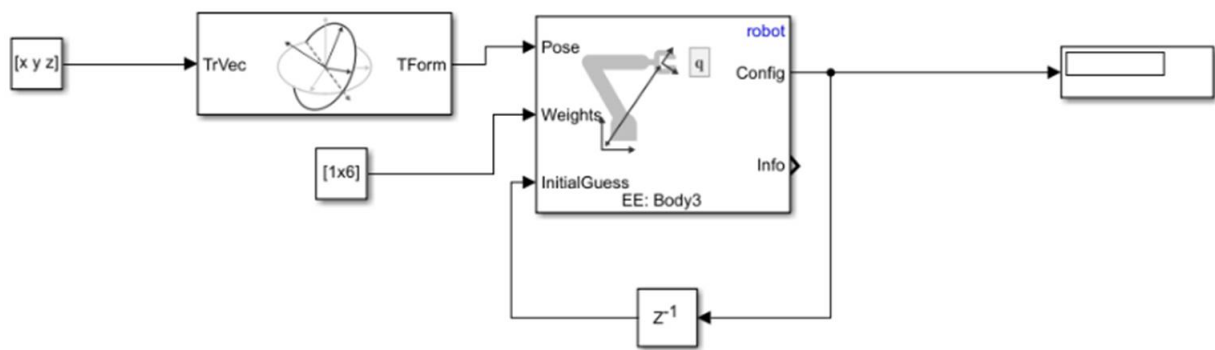 [x y z]
TrVec
TForm
[1x6]
robot
Pose
q
Config
Weights
Info
InitialGuess
EE: Body3
Z-1